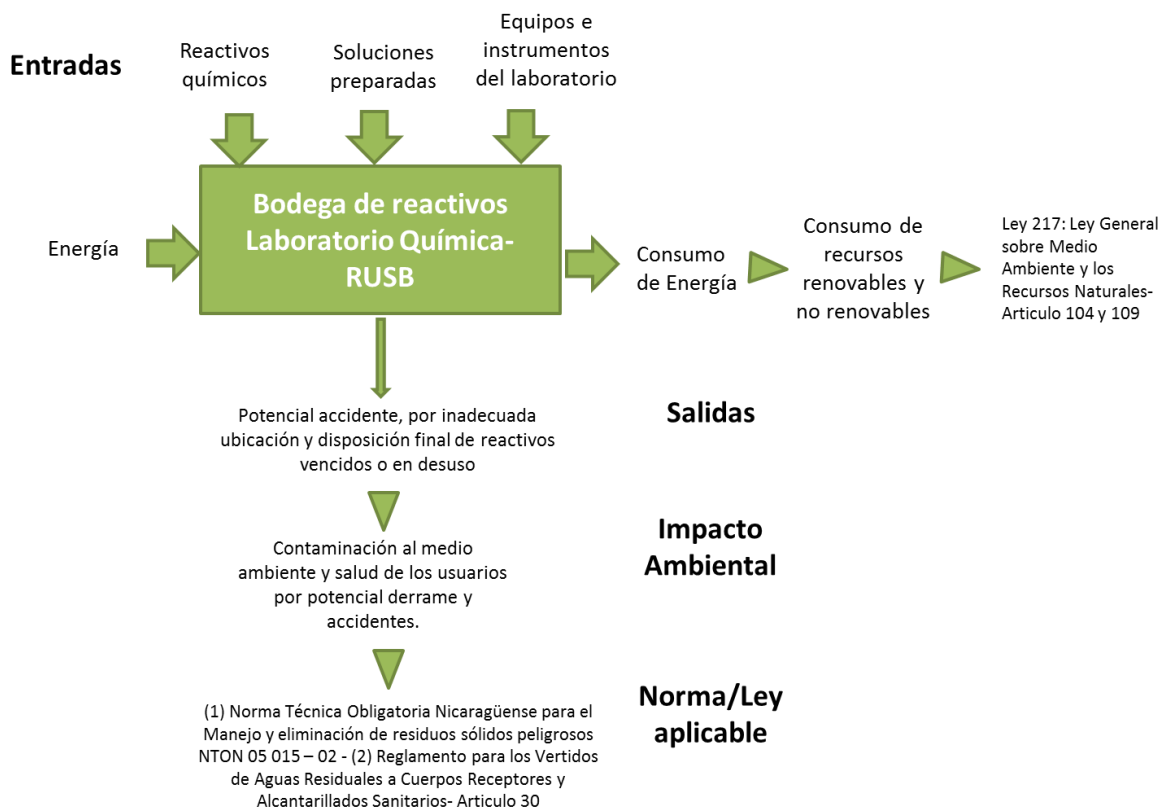 Entradas
Reactivos
químicos
Soluciones
preparadas
Equipos e
instrumentos
del laboratorio
Energía
Bodega de reactivos
Laboratorio Química-
RUSB
Consumo
de Energía
Consumo de
recursos
renovables y
no renovables
Ley 217: Ley General
sobre Medio
Ambiente y los
Recursos Naturales-
Articulo 104 y 109
Potencial accidente, por inadecuada
ubicación y disposición final de reactivos
vencidos o en desuso
Salidas
Contaminación al medio
ambiente y salud de los usuarios
por potencial derrame y
accidentes.
Impacto
Ambiental
(1) Norma Técnica Obligatoria Nicaragüense para el
Manejo y eliminación de residuos sólidos peligrosos
NTON 05 015 – 02 - (2) Reglamento para los Vertidos
de Aguas Residuales a Cuerpos Receptores y
Alcantarillados Sanitarios- Articulo 30
Norma/Ley
aplicable